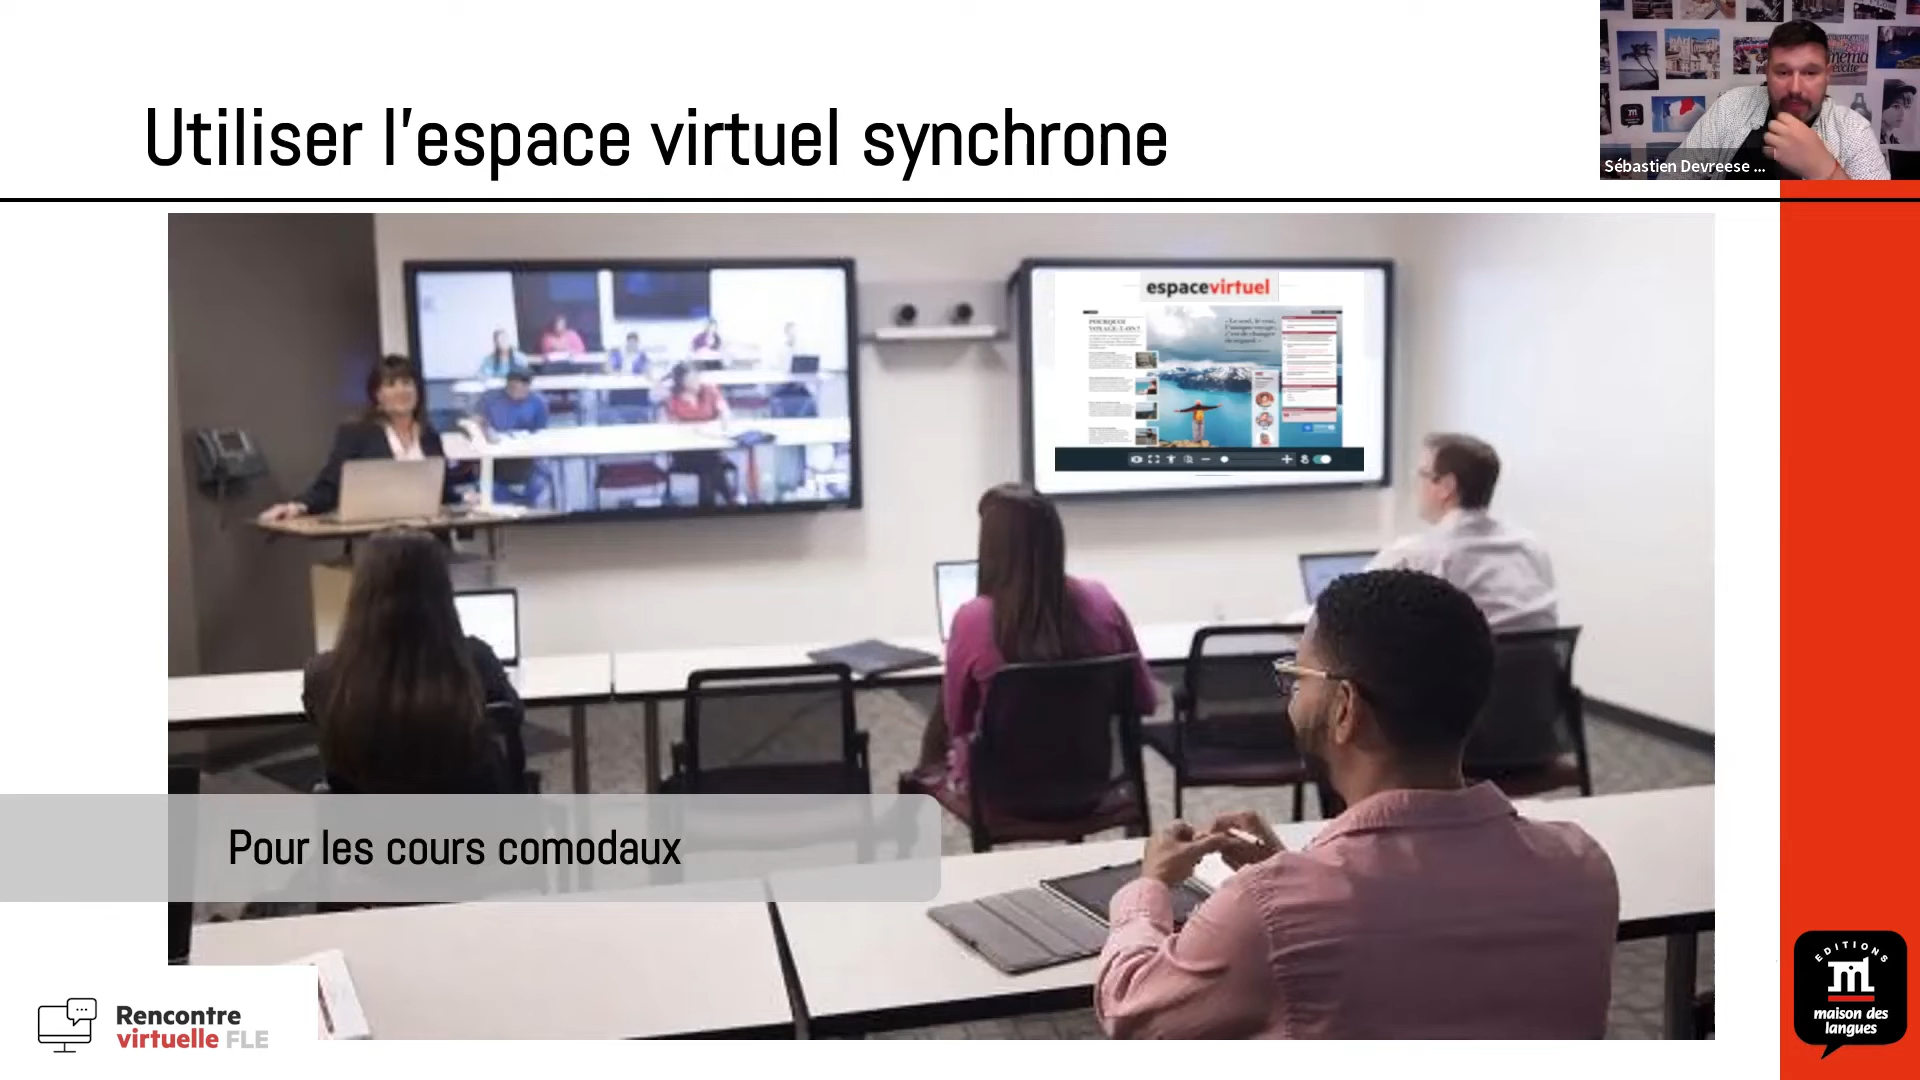 Utiliser l'espace virtuel synchrone
Sébastien Devreese ...
espacevirtuel
POURQUOI
VOYAGE-T-ON ?
Pour les cours comodaux
Rencontre
virtuelle FLE
EDITIONS
maison des
langues